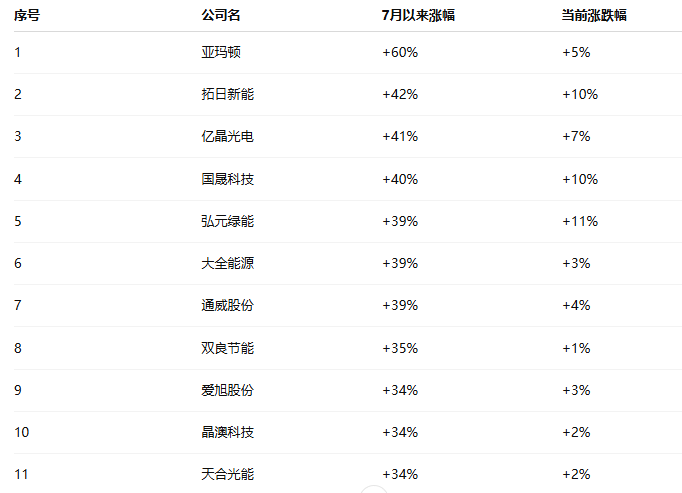 序号 公司名 7月以来涨幅 当前涨跌幅
1 亚玛顿 +60% +5%
2 拓日新能 +42% +10%
3 亿晶光电 +41% +7%
4 国晟科技 +40% +10%
5 弘元绿能 +39% +11%
6 大全能源 +39% +3%
7 通威股份 +39% +4%
8 双良节能 +35% +1%
9 爱旭股份 +34% +3%
10 晶澳科技 +34% +2%
11 天合光能 +34% +2%